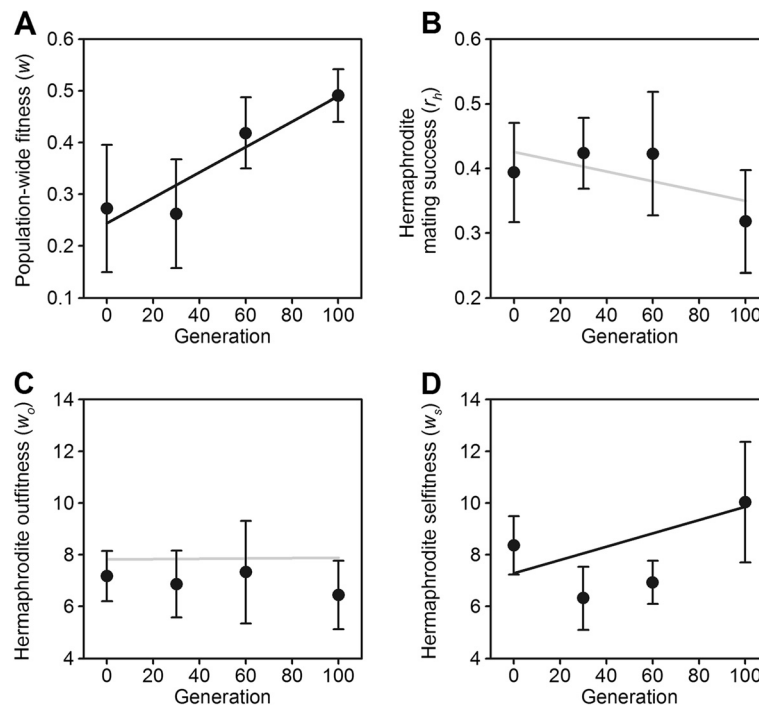 A
Population-wide fitness (w)
0.6
0.5
0.4
0.3
0.2
0.1
0 20 40 60 80 100
Generation
B
Hermaphrodite
mating success (r_h)
0.6
0.5
0.4
0.3
0.2
0 20 40 60 80 100
Generation
C
Hermaphrodite outfitness (w_o)
14
12
10
8
6
4
0 20 40 60 80 100
Generation
D
Hermaphrodite selfitness (w_s)
14
12
10
8
6
4
0 20 40 60 80 100
Generation